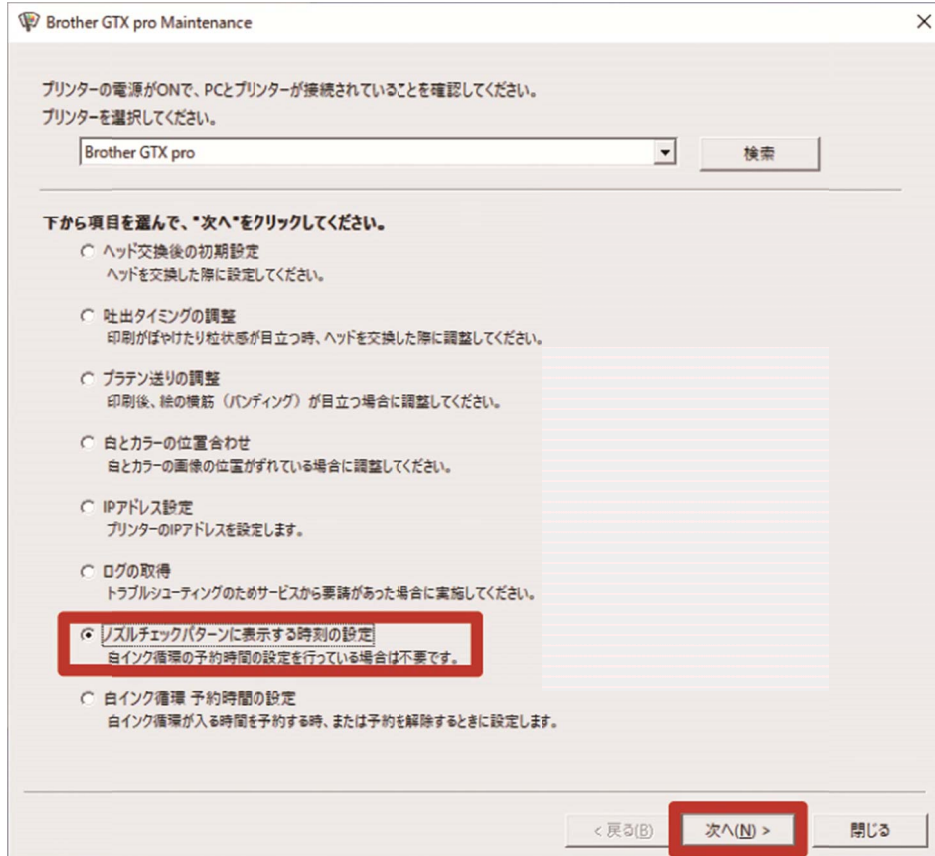 Brother GTX pro Maintenance
プリンターの電源がONで、PCとプリンターが接続されていることを確認してください。
プリンターを選択してください。
Brother GTX pro
検索
下から項目を選んで、"次へ"をクリックしてください。
ヘッド交換後の初期設定
ヘッドを交換した際に設定してください。
吐出タイミングの調整
印刷がぼやけたり粒状感が目立つ時、ヘッドを交換した際に調整してください。
プラテン送りの調整
印刷後、絵の横筋（バンディング）が目立つ場合に調整してください。
白とカラーの位置合わせ
白とカラーの画像の位置がずれている場合に調整してください。
IPアドレス設定
プリンターのIPアドレスを設定します。
ログの取得
トラブルシューティングのためサービスから要請があった場合に実施してください。
ノズルチェックパターンに表示する時刻の設定
白インク循環の予約時間の設定を行っている場合は不要です。
白インク循環 予約時間の設定
白インク循環が入る時間を予約する時、または予約を解除するときに設定します。
< 戻る(B)
次へ(N) >
閉じる